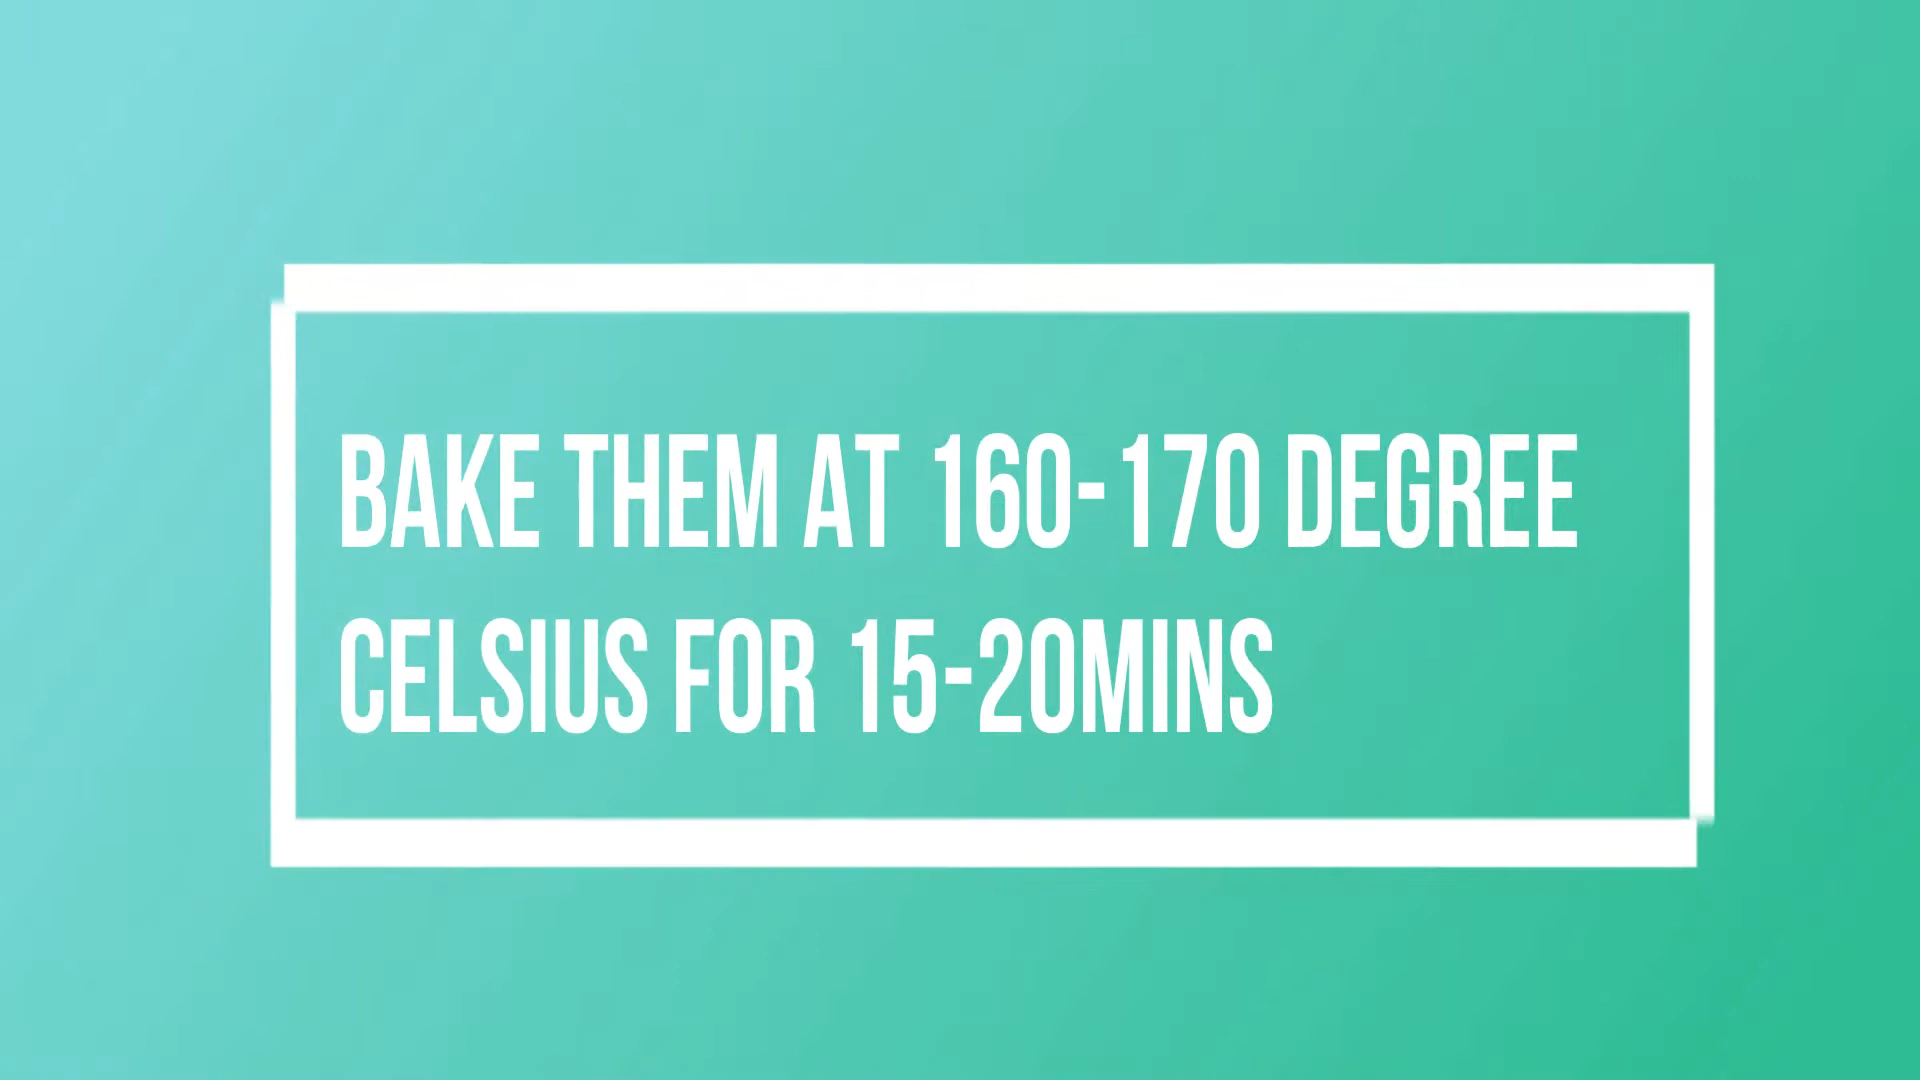 BAKE THEM AT 160-170 DEGREE
CELSIUS FOR 15-20MINS